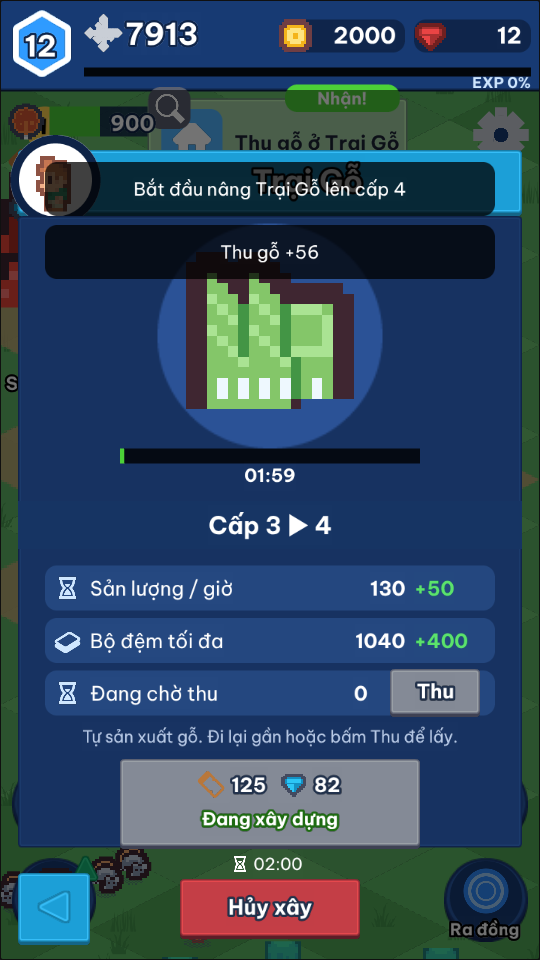 12
7913
2000
12
EXP 0%
900
Nhận!
Thu gỗ ở Trại Gỗ
Trại Gỗ
Bắt đầu nâng Trại Gỗ lên cấp 4
Thu gỗ +56
S
01:59
Cấp 3 ▶ 4
Sản lượng / giờ 130 +50
Bộ đệm tối đa 1040 +400
Đang chờ thu 0 Thu
Tự sản xuất gỗ. Đi lại gần hoặc bấm Thu để lấy.
125 82
Đang xây dựng
02:00
Hủy xây
Ra đồng